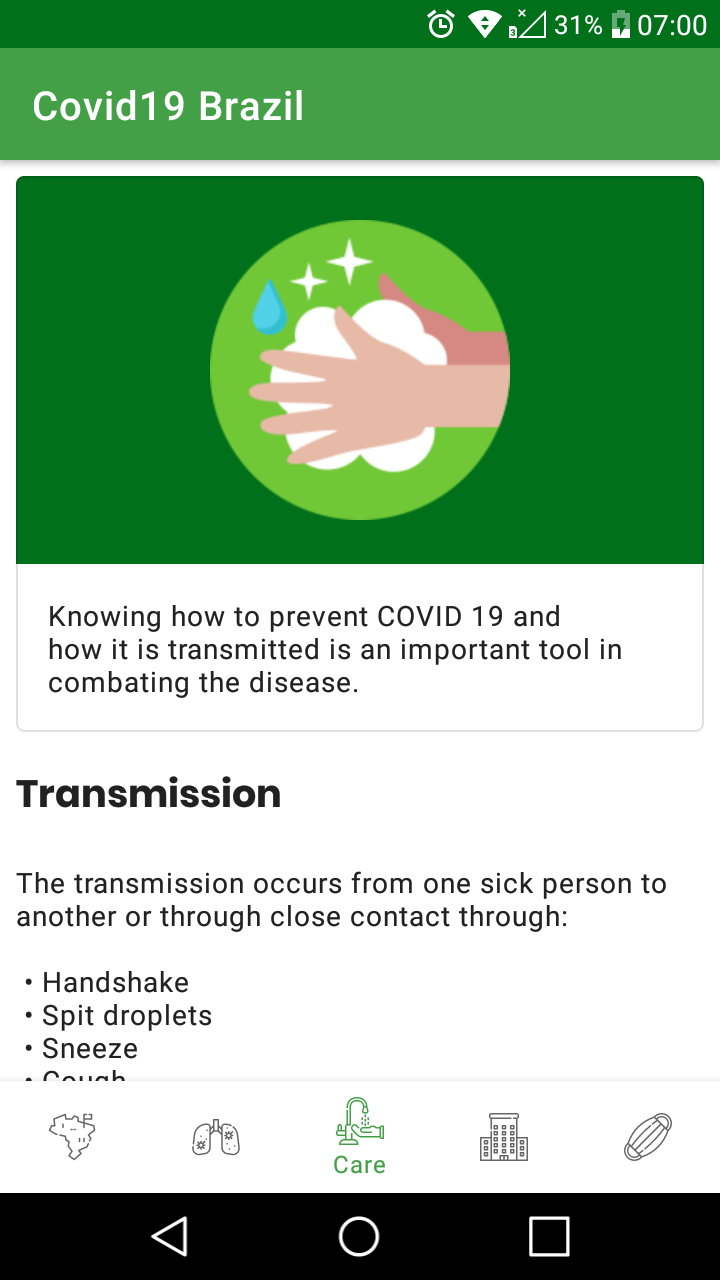 31% 07:00
Covid19 Brazil
Knowing how to prevent COVID 19 and
how it is transmitted is an important tool in
combating the disease.
Transmission
The transmission occurs from one sick person to
another or through close contact through:
• Handshake
• Spit droplets
• Sneeze
• Cough
Care